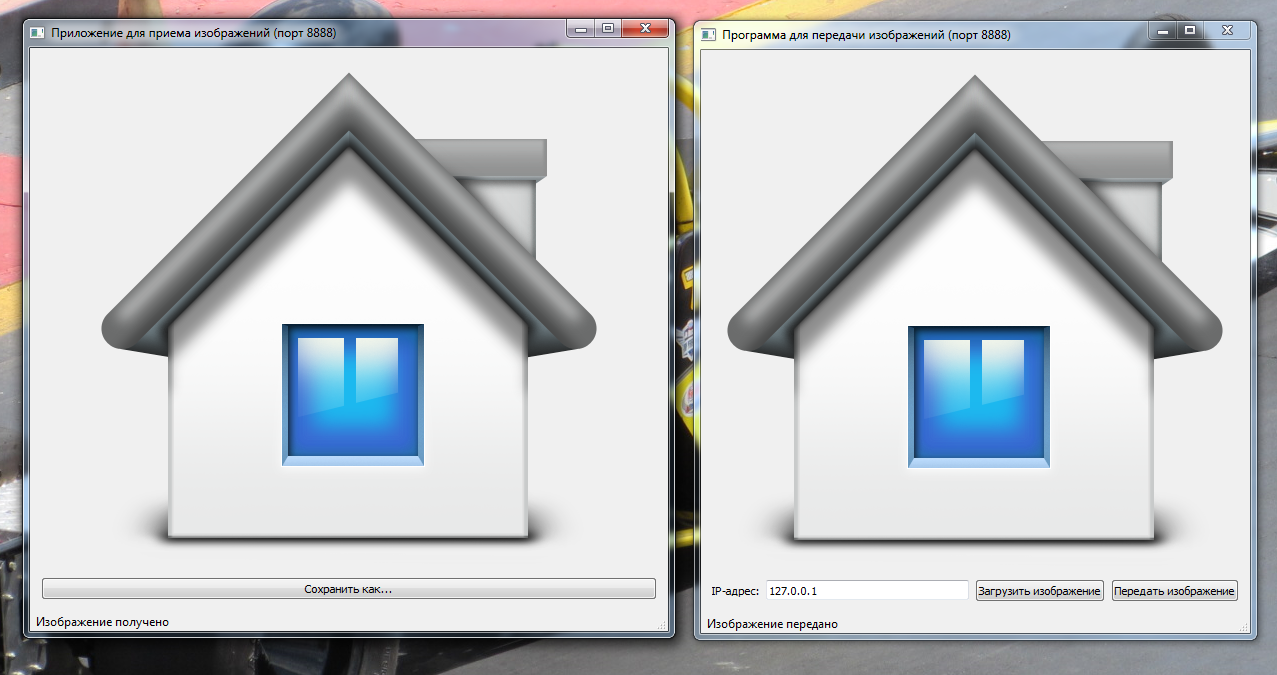 Приложение для приема изображений (порт 8888)
Сохранить как...
Изображение получено
Программа для передачи изображений (порт 8888)
IP-адрес: 127.0.0.1 Загрузить изображение Передать изображение
Изображение передано